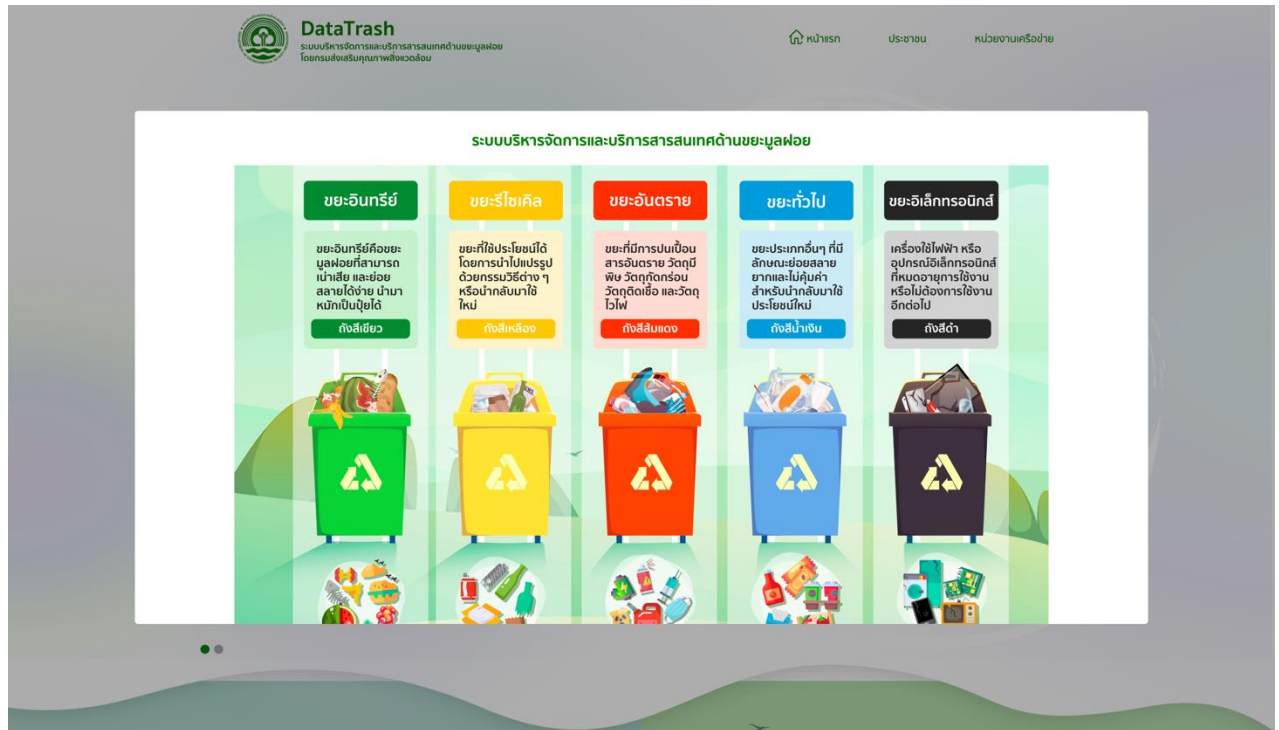 DataTrash
ระบบบริหารจัดการและบริการสารสนเทศด้านขยะมูลฝอย
โดยกรมส่งเสริมคุณภาพสิ่งแวดล้อม
หน้าแรก
ประชาชน
หน่วยงานเครือข่าย
ระบบบริหารจัดการและบริการสารสนเทศด้านขยะมูลฝอย
ขยะอินทรีย์
ขยะอินทรีย์คือขยะ
มูลฝอยที่สามารถ
เน่าเสีย และย่อย
สลายได้ง่าย นำมา
หมักเป็นปุ๋ยได้
ถังสีเขียว
ขยะรีไซเคิล
ขยะที่ใช้ประโยชน์ได้
โดยการนำไปแปรรูป
ด้วยกรรมวิธีต่าง ๆ
หรือนำกลับมาใช้
ใหม่
ถังสีเหลือง
ขยะอันตราย
ขยะที่มีการปนเปื้อน
สารอันตราย วัตถุมี
พิษ วัตถุกัดกร่อน
วัตถุติดเชื้อ และวัตถุ
ไวไฟ
ถังสีส้มแดง
ขยะทั่วไป
ขยะประเภทอื่นๆ ที่มี
ลักษณะย่อยสลาย
ยากและไม่คุ้มค่า
สำหรับนำกลับมาใช้
ประโยชน์ใหม่
ถังสีน้ำเงิน
ขยะอิเล็กทรอนิกส์
เครื่องใช้ไฟฟ้า หรือ
อุปกรณ์อิเล็กทรอนิกส์
ที่หมดอายุการใช้งาน
หรือไม่ต้องการใช้งาน
อีกต่อไป
ถังสีดำ